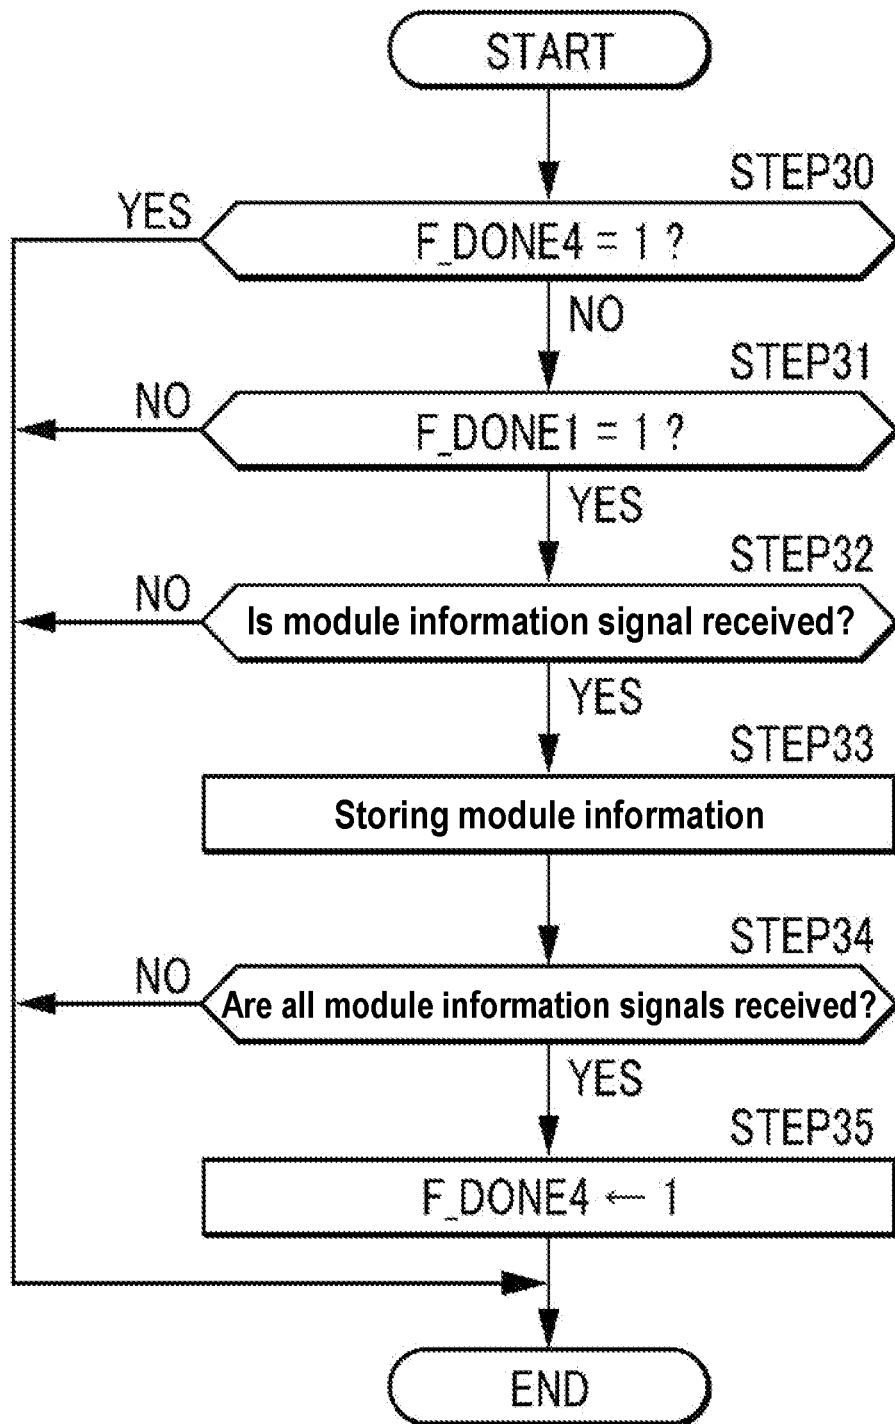 START
STEP30
YES
F_DONE4 = 1 ?
NO
STEP31
NO
F_DONE1 = 1 ?
YES
STEP32
NO
Is module information signal received?
YES
STEP33
Storing module information
STEP34
NO
Are all module information signals received?
YES
STEP35
F_DONE4 ← 1
END